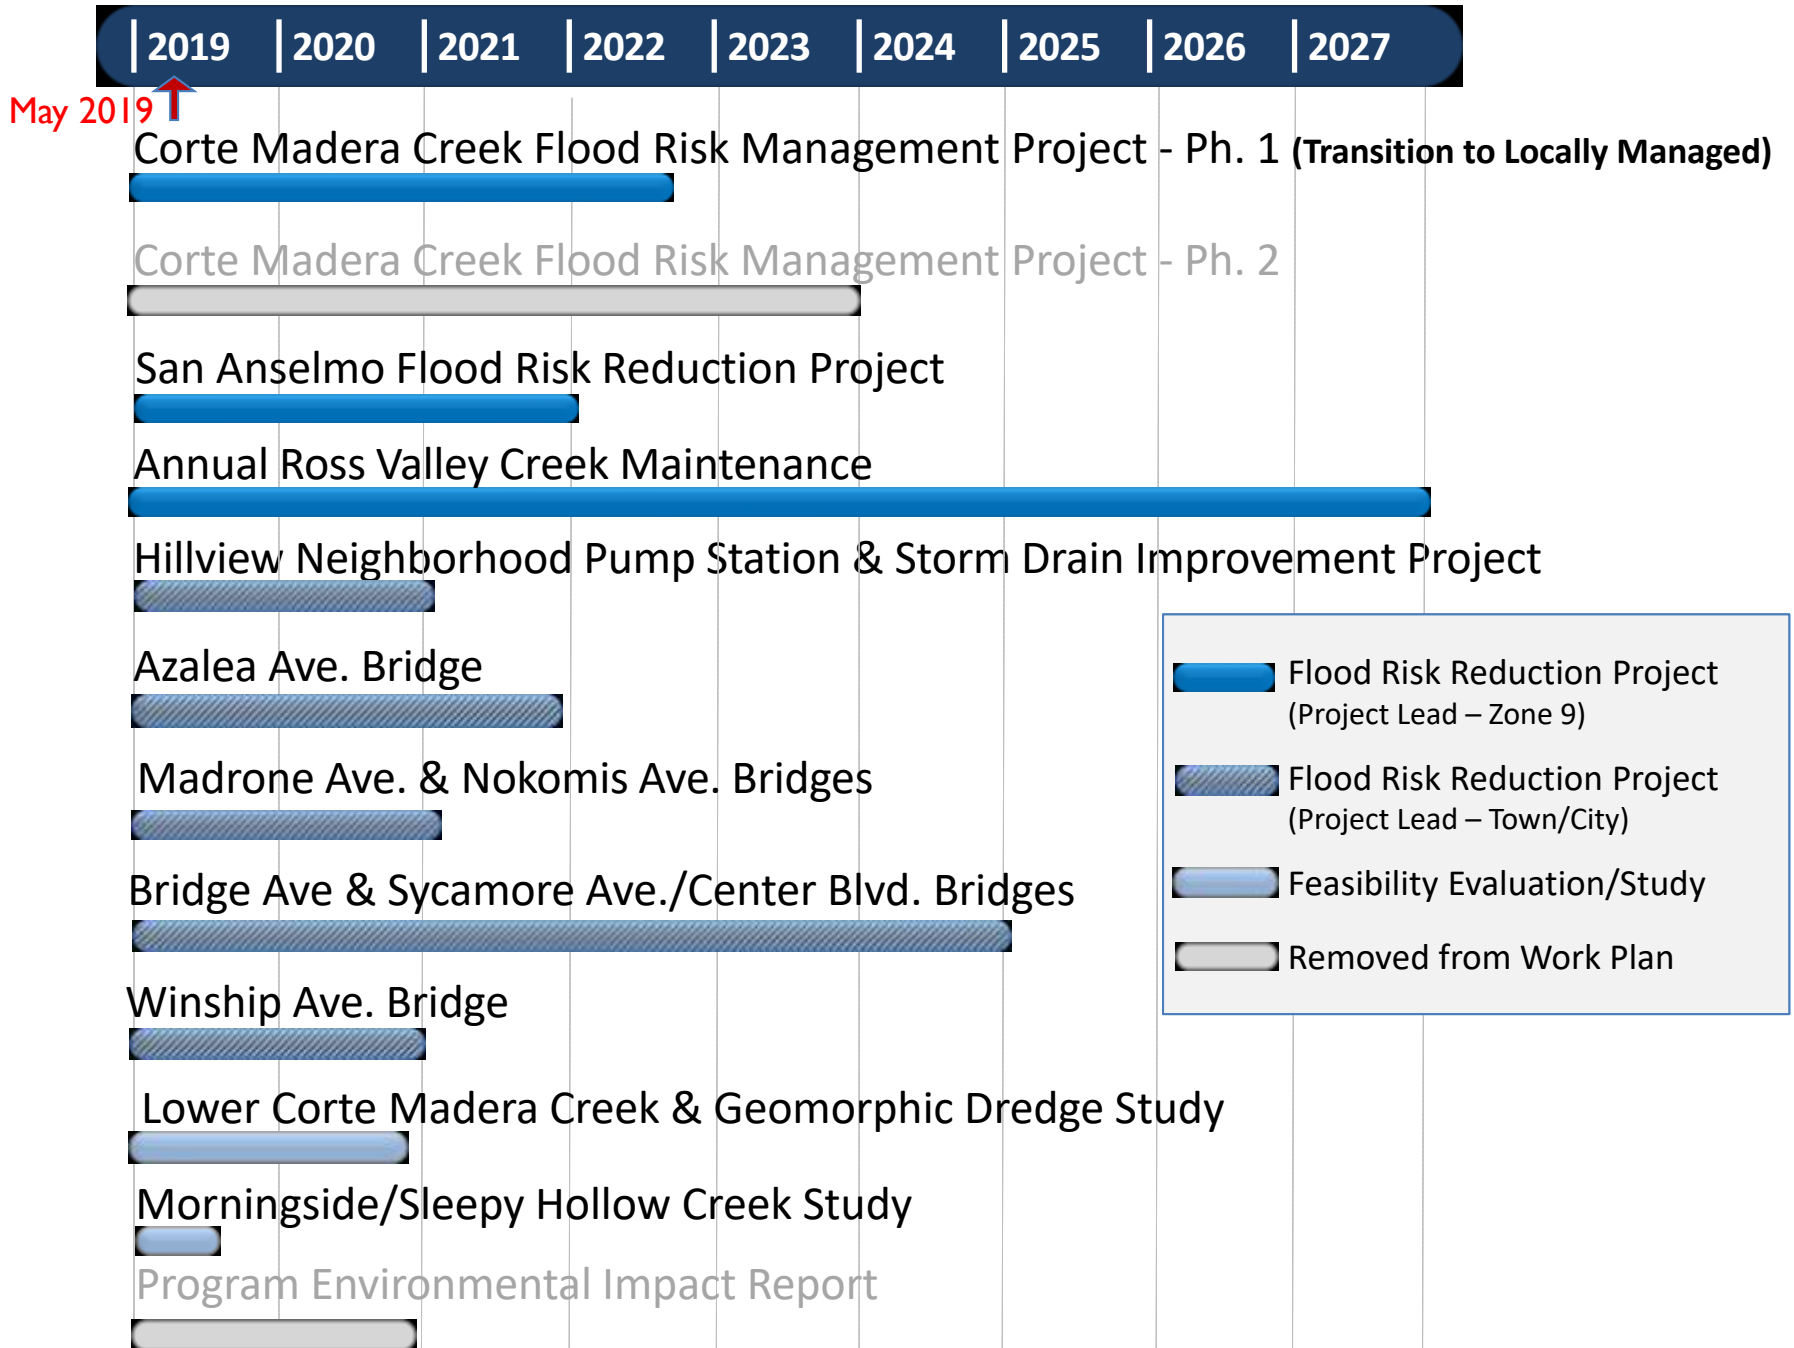 2019 2020 2021 2022 2023 2024 2025 2026 2027
May 2019
Corte Madera Creek Flood Risk Management Project - Ph. 1 (Transition to Locally Managed)
Corte Madera Creek Flood Risk Management Project - Ph. 2
San Anselmo Flood Risk Reduction Project
Annual Ross Valley Creek Maintenance
Hillview Neighborhood Pump Station & Storm Drain Improvement Project
Azalea Ave. Bridge
Madrone Ave. & Nokomis Ave. Bridges
Bridge Ave & Sycamore Ave./Center Blvd. Bridges
Winship Ave. Bridge
Lower Corte Madera Creek & Geomorphic Dredge Study
Morningside/Sleepy Hollow Creek Study
Program Environmental Impact Report
Flood Risk Reduction Project
(Project Lead – Zone 9)
Flood Risk Reduction Project
(Project Lead – Town/City)
Feasibility Evaluation/Study
Removed from Work Plan